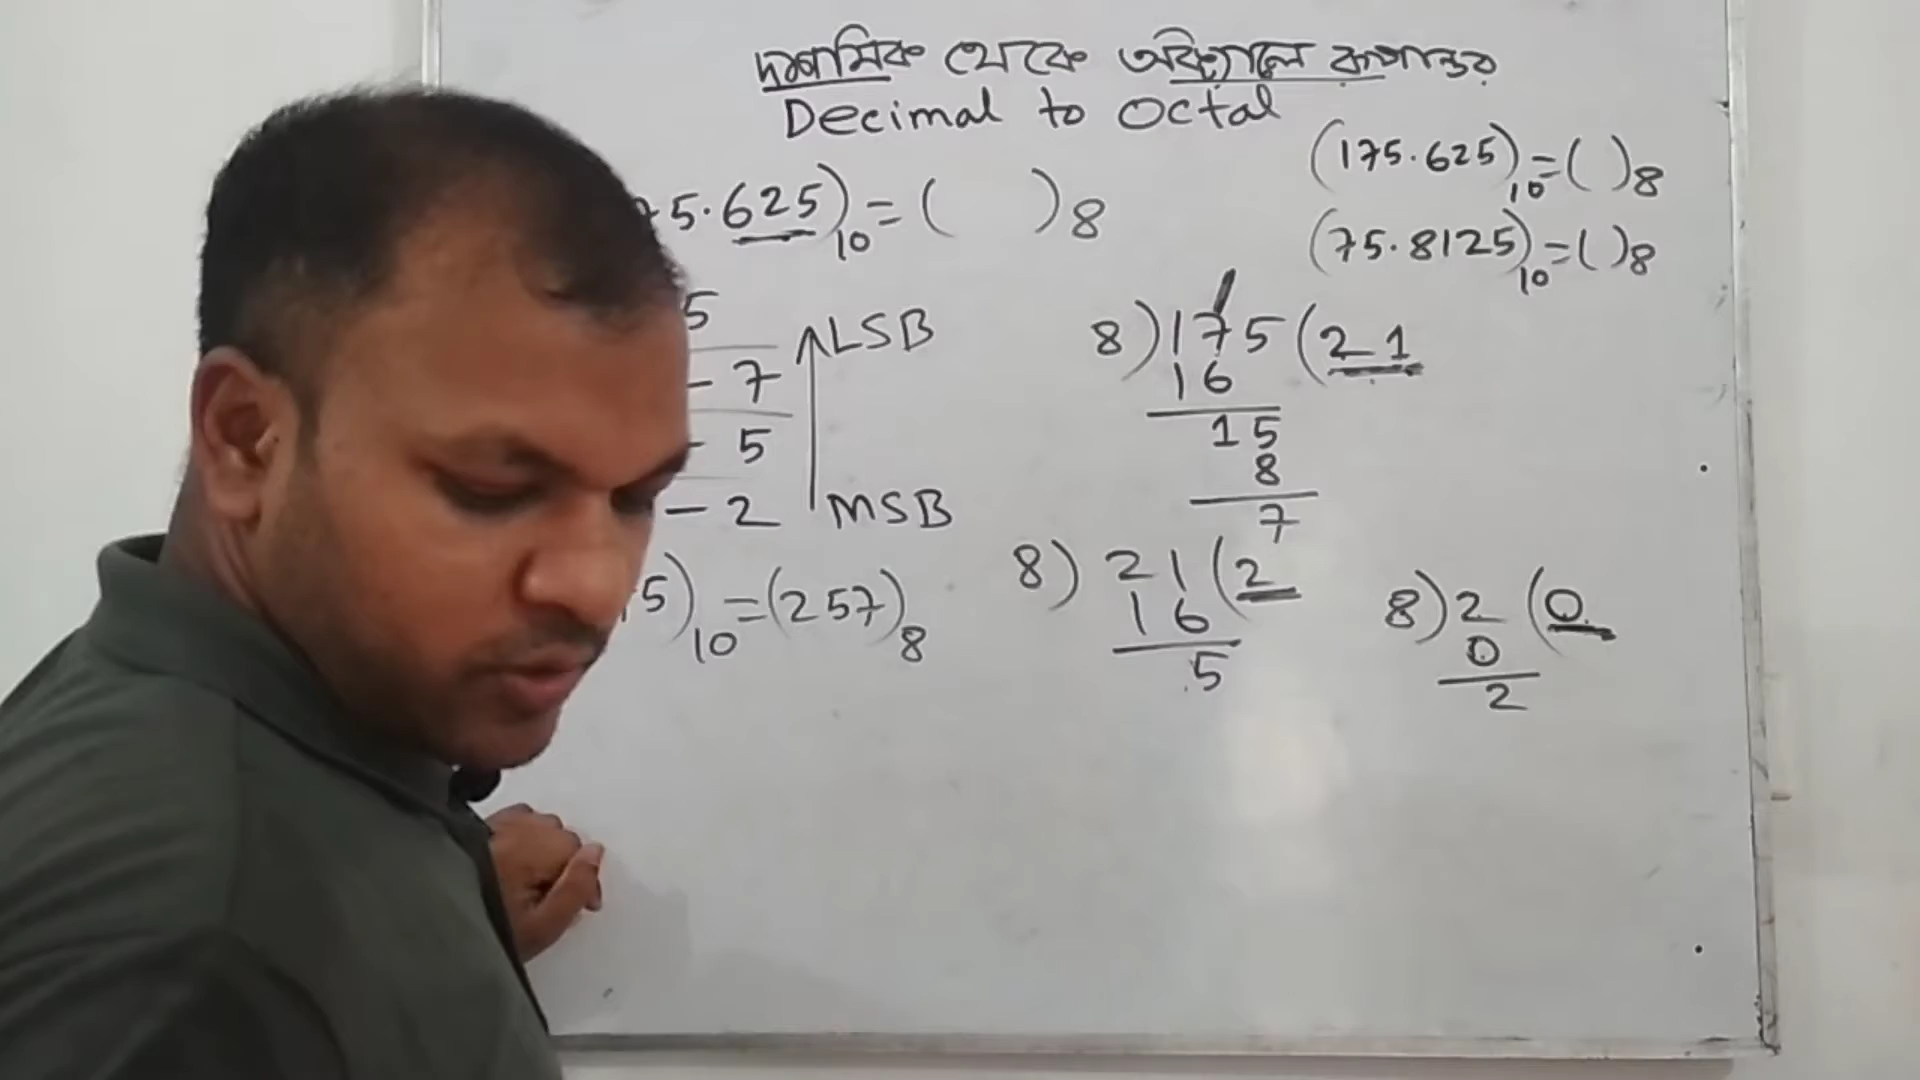 দশমিক থেকে অক্ট্যালে রূপান্তর
Decimal to Octal
75.625)10 = ( )8
(175.625)10 = ( )8
(75.8125)10 = ( )8
5
- 7
- 5
- 2
LSB
MSB
5)10 = (257)8
8) 175 (21
16
15
8
7
8) 21 (2
16
5
8) 2 (0
0
2